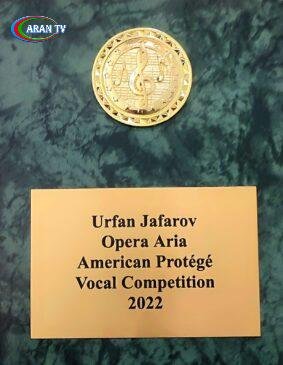 ARAN TV
Urfan Jafarov
Opera Aria
American Protégé
Vocal Competition
2022